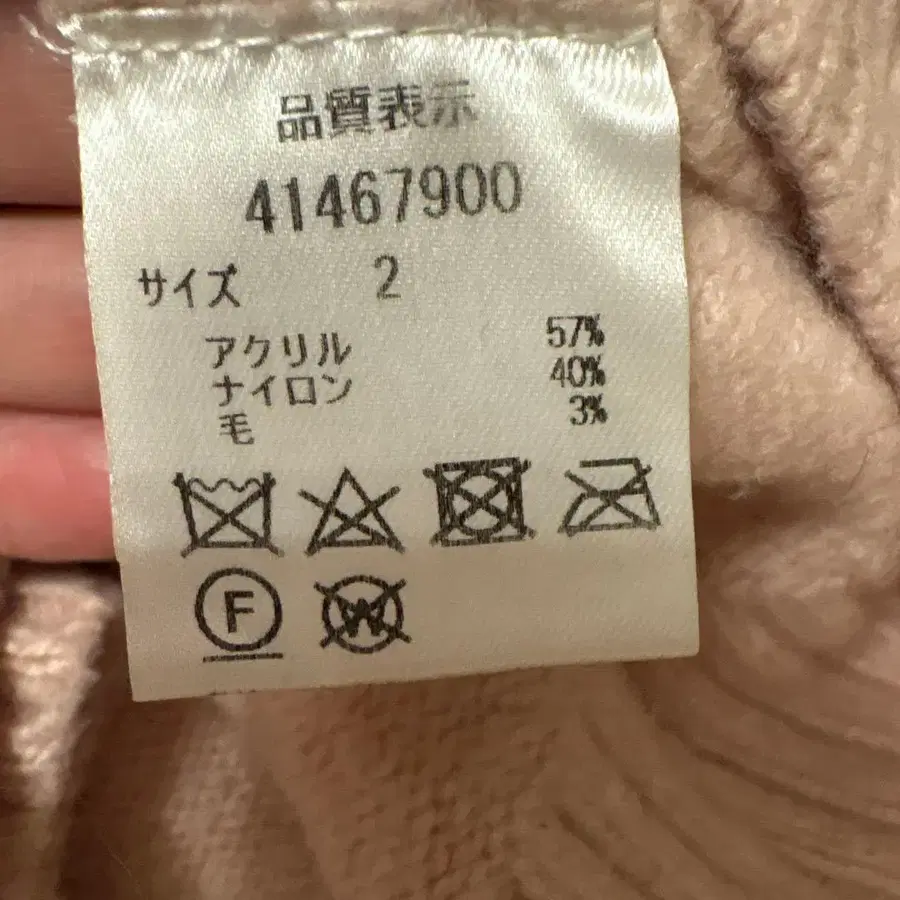 品質表示
41467900
サイズ 2
アクリル 57%
ナイロン 40%
毛 3%
F W